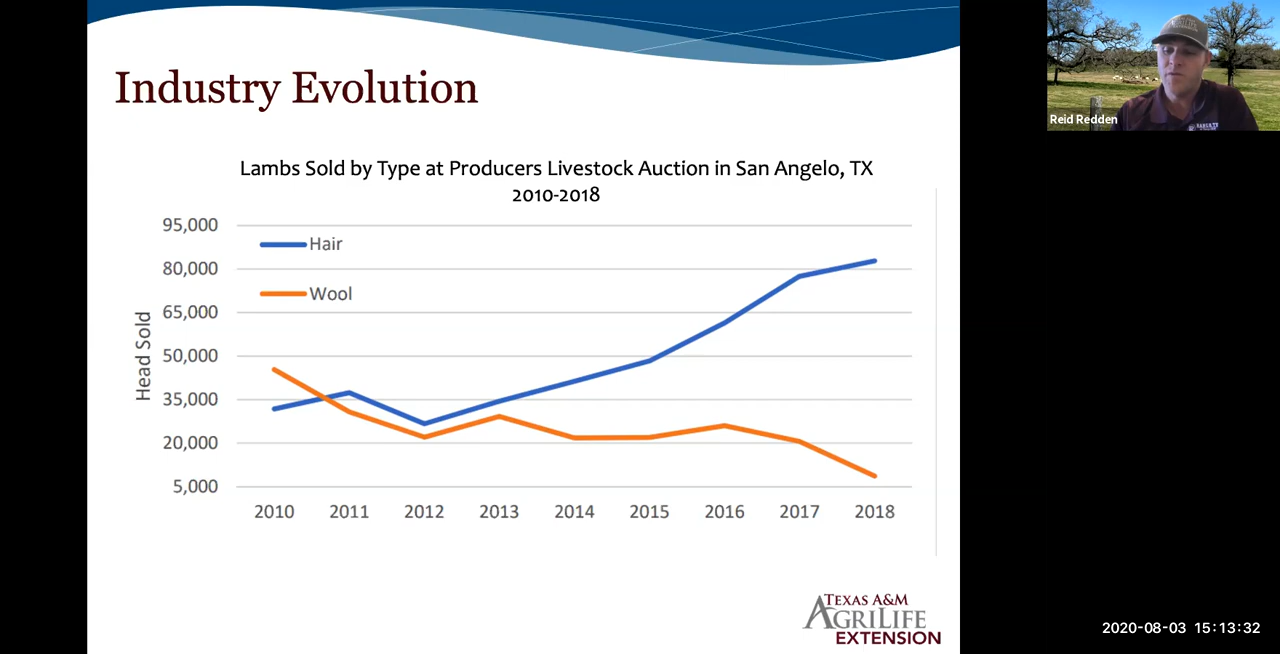 Industry Evolution
Reid Redden
Lambs Sold by Type at Producers Livestock Auction in San Angelo, TX
2010-2018
95,000
Hair
80,000
Wool
65,000
Head Sold
50,000
35,000
20,000
5,000
2010 2011 2012 2013 2014 2015 2016 2017 2018
TEXAS A&M
AGRILIFE
EXTENSION
2020-08-03 15:13:32